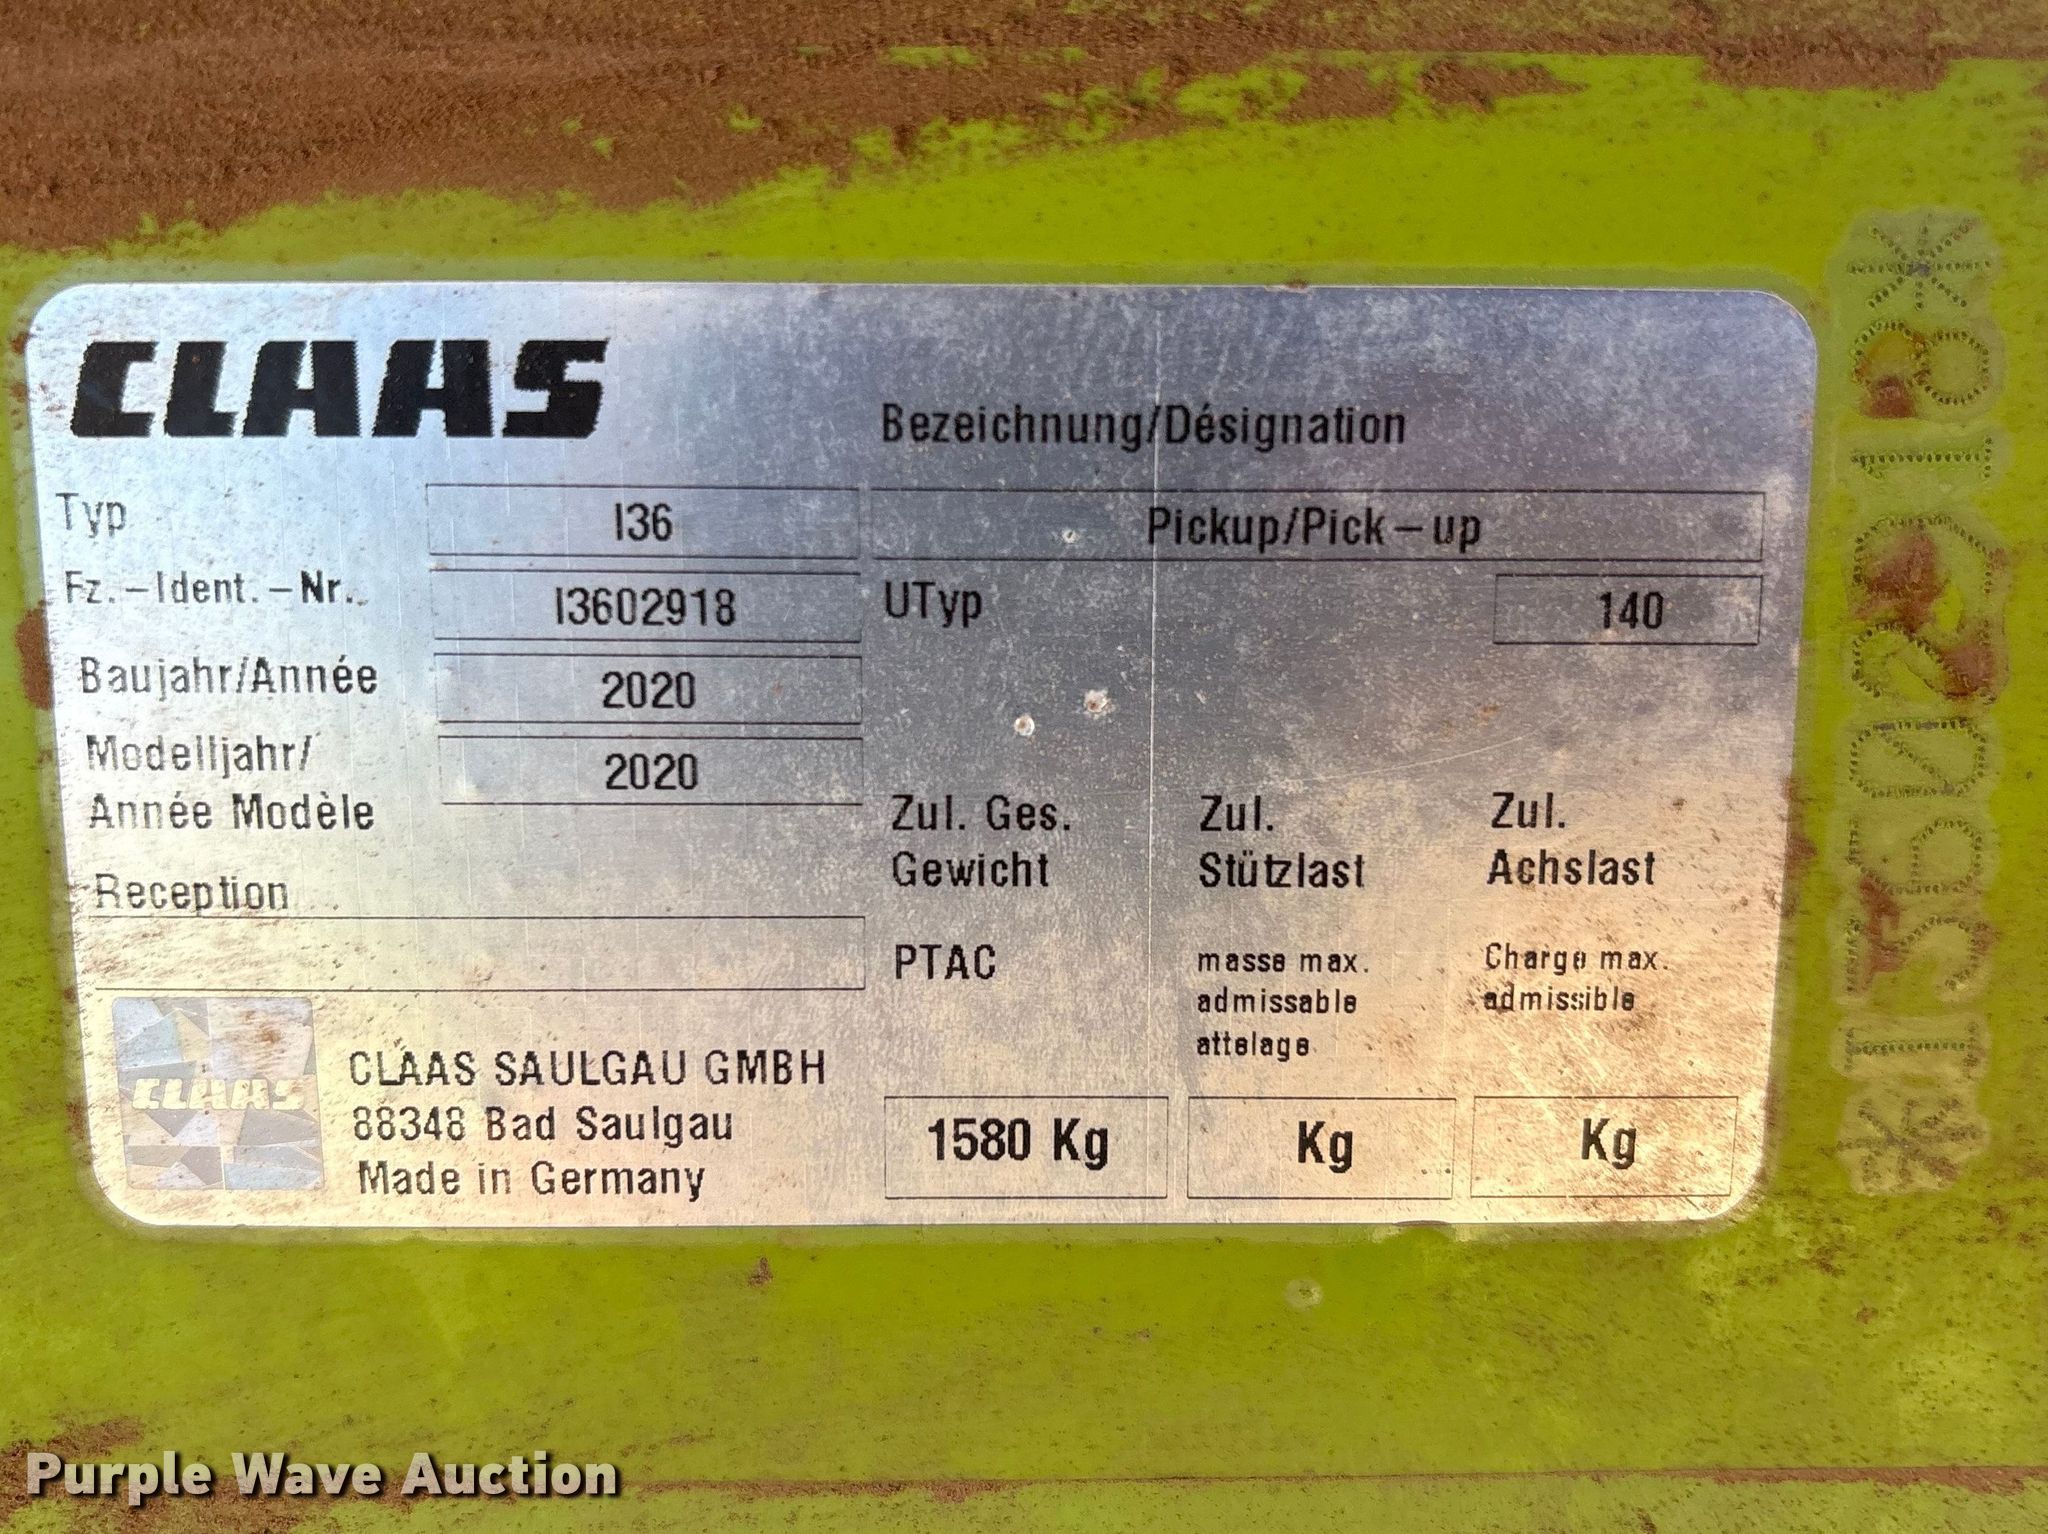 CLAAS
Bezeichnung/Désignation
Typ
I36
Pickup/Pick-up
Fz.-Ident.-Nr.
I3602918
UTyp
140
Baujahr/Année
2020
Modelljahr/
Année Modèle
2020
Reception
Zul. Ges.
Gewicht
PTAC
1580 Kg
Zul.
Stützlast
masse max.
admissable
attelage
Kg
Zul.
Achslast
Charge max.
admissible
Kg
CLAAS
CLAAS SAULGAU GMBH
88348 Bad Saulgau
Made in Germany
*I3602918*
Purple Wave Auction